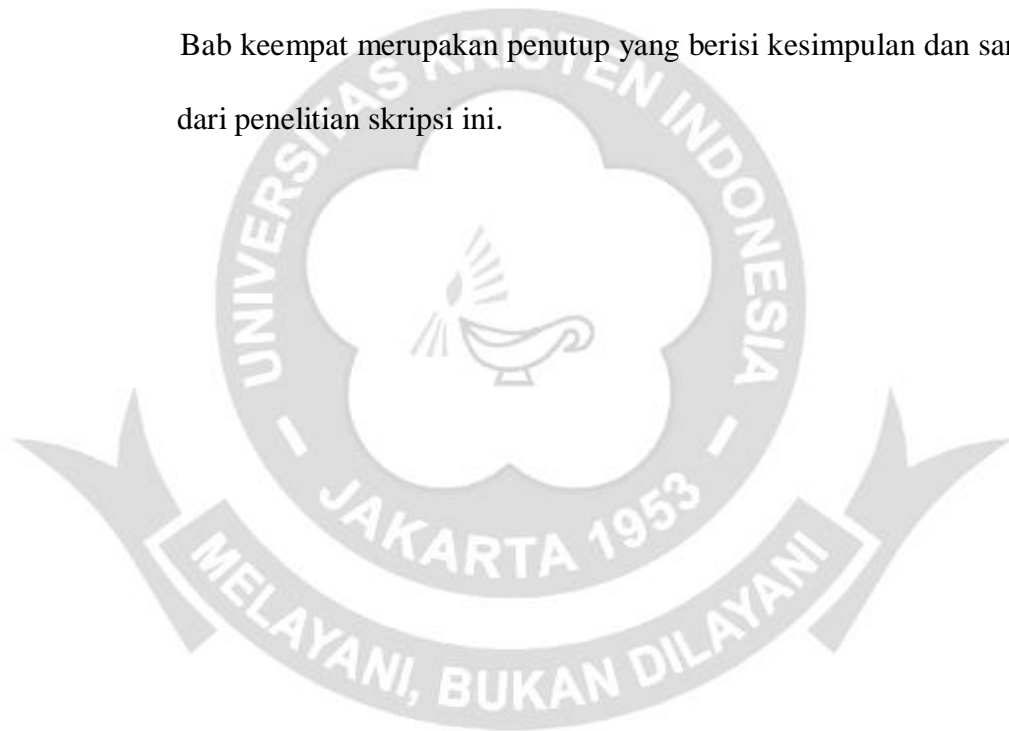 Bab keempat merupakan penutup yang berisi kesimpulan dan
dari penelitian skripsi ini.
UNIVERSITAS KRISTEN INDONESIA
- JAKARTA 1953 -
MELAYANI, BUKAN DILAYANI